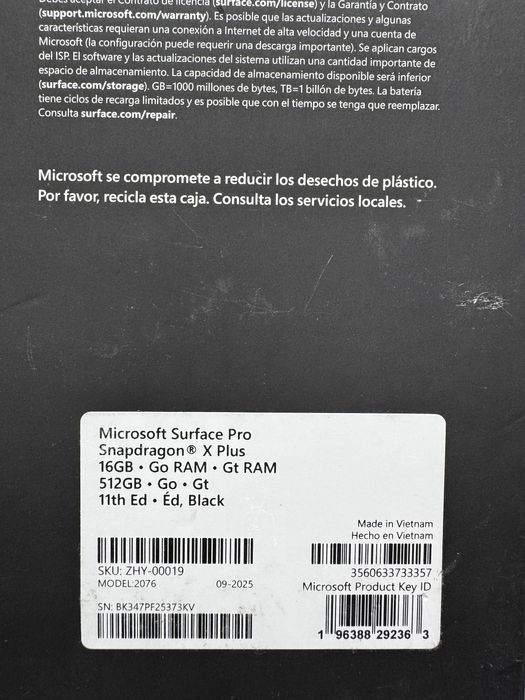 Debes aceptar el Contrato de licencia (surface.com/license) y la Garantía y Contrato
(support.microsoft.com/warranty). Es posible que las actualizaciones y algunas
características requieran una conexión a Internet de alta velocidad y una cuenta de
Microsoft (la configuración puede requerir una descarga importante). Se aplican cargos
del ISP. El software y las actualizaciones del sistema utilizan una cantidad importante de
espacio de almacenamiento. La capacidad de almacenamiento disponible será inferior
(surface.com/storage). GB=1000 millones de bytes, TB=1 billón de bytes. La batería
tiene ciclos de recarga limitados y es posible que con el tiempo se tenga que reemplazar.
Consulta surface.com/repair.
Microsoft se compromete a reducir los desechos de plástico.
Por favor, recicla esta caja. Consulta los servicios locales.
Microsoft Surface Pro
Snapdragon® X Plus
16GB • Go RAM • Gt RAM
512GB • Go • Gt
11th Ed • Éd, Black
Made in Vietnam
Hecho en Vietnam
SKU: ZHY-00019
MODEL:2076 09-2025
3560633733357
Microsoft Product Key ID
SN: BK347PF25373KV
1 96388 29236 3